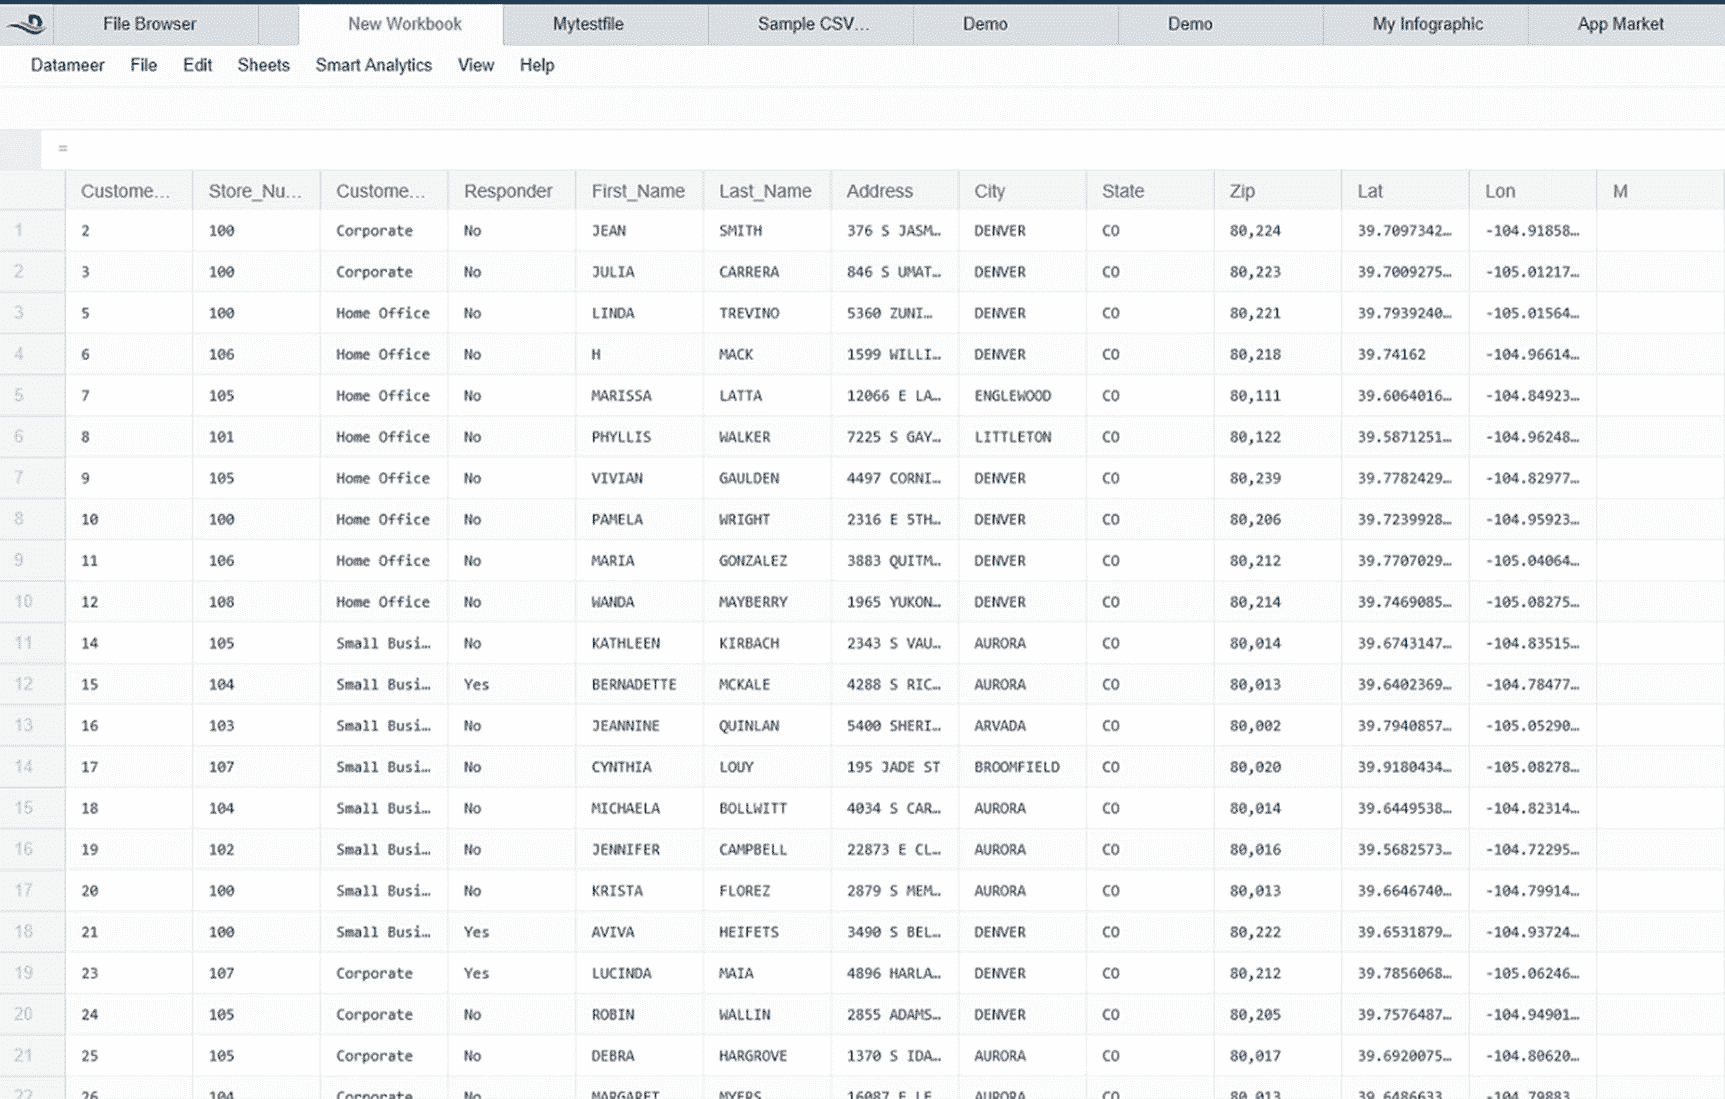 File Browser New Workbook Mytestfile Sample CSV... Demo Demo My Infographic App Market
Datameer File Edit Sheets Smart Analytics View Help
=
Custome... Store_Nu... Custome... Responder First_Name Last_Name Address City State Zip Lat Lon M
1 2 100 Corporate No JEAN SMITH 376 S JASM… DENVER CO 80,224 39.7097342… -104.91858…
2 3 100 Corporate No JULIA CARRERA 846 S UMAT… DENVER CO 80,223 39.7009275… -105.01217…
3 5 100 Home Office No LINDA TREVINO 5360 ZUNI… DENVER CO 80,221 39.7939240… -105.01564…
4 6 106 Home Office No H MACK 1599 WILLI… DENVER CO 80,218 39.74162 -104.96614…
5 7 105 Home Office No MARISSA LATTA 12066 E LA… ENGLEWOOD CO 80,111 39.6064016… -104.84923…
6 8 101 Home Office No PHYLLIS WALKER 7225 S GAY… LITTLETON CO 80,122 39.5871251… -104.96248…
7 9 105 Home Office No VIVIAN GAULDEN 4497 CORNI… DENVER CO 80,239 39.7782429… -104.82977…
8 10 100 Home Office No PAMELA WRIGHT 2316 E 5TH… DENVER CO 80,206 39.7239928… -104.95923…
9 11 106 Home Office No MARIA GONZALEZ 3883 QUITM… DENVER CO 80,212 39.7707029… -105.04064…
10 12 108 Home Office No WANDA MAYBERRY 1965 YUKON… DENVER CO 80,214 39.7469085… -105.08275…
11 14 105 Small Busi… No KATHLEEN KIRBACH 2343 S VAU… AURORA CO 80,014 39.6743147… -104.83515…
12 15 104 Small Busi… Yes BERNADETTE MCKALE 4288 S RIC… AURORA CO 80,013 39.6402369… -104.78477…
13 16 103 Small Busi… No JEANNINE QUINLAN 5400 SHERI… ARVADA CO 80,002 39.7940857… -105.05290…
14 17 107 Small Busi… No CYNTHIA LOUY 195 JADE ST BROOMFIELD CO 80,020 39.9180434… -105.08278…
15 18 104 Small Busi… No MICHAELA BOLLWITT 4034 S CAR… AURORA CO 80,014 39.6449538… -104.82314…
16 19 102 Small Busi… No JENNIFER CAMPBELL 22873 E CL… AURORA CO 80,016 39.5682573… -104.72295…
17 20 100 Small Busi… No KRISTA FLOREZ 2879 S MEM… AURORA CO 80,013 39.6646740… -104.79914…
18 21 100 Small Busi… Yes AVIVA HEIFETS 3490 S BEL… DENVER CO 80,222 39.6531879… -104.93724…
19 23 107 Corporate Yes LUCINDA MAIA 4896 HARLA… DENVER CO 80,212 39.7856068… -105.06246…
20 24 105 Corporate No ROBIN WALLIN 2855 ADAMS… DENVER CO 80,205 39.7576487… -104.94901…
21 25 105 Corporate No DEBRA HARGROVE 1370 S IDA… AURORA CO 80,017 39.6920075… -104.80620…
22 26 104 Corporate No MARGARET MYERS 16087 E LE… AURORA CO 80,013 39.6486633… -104.79883…